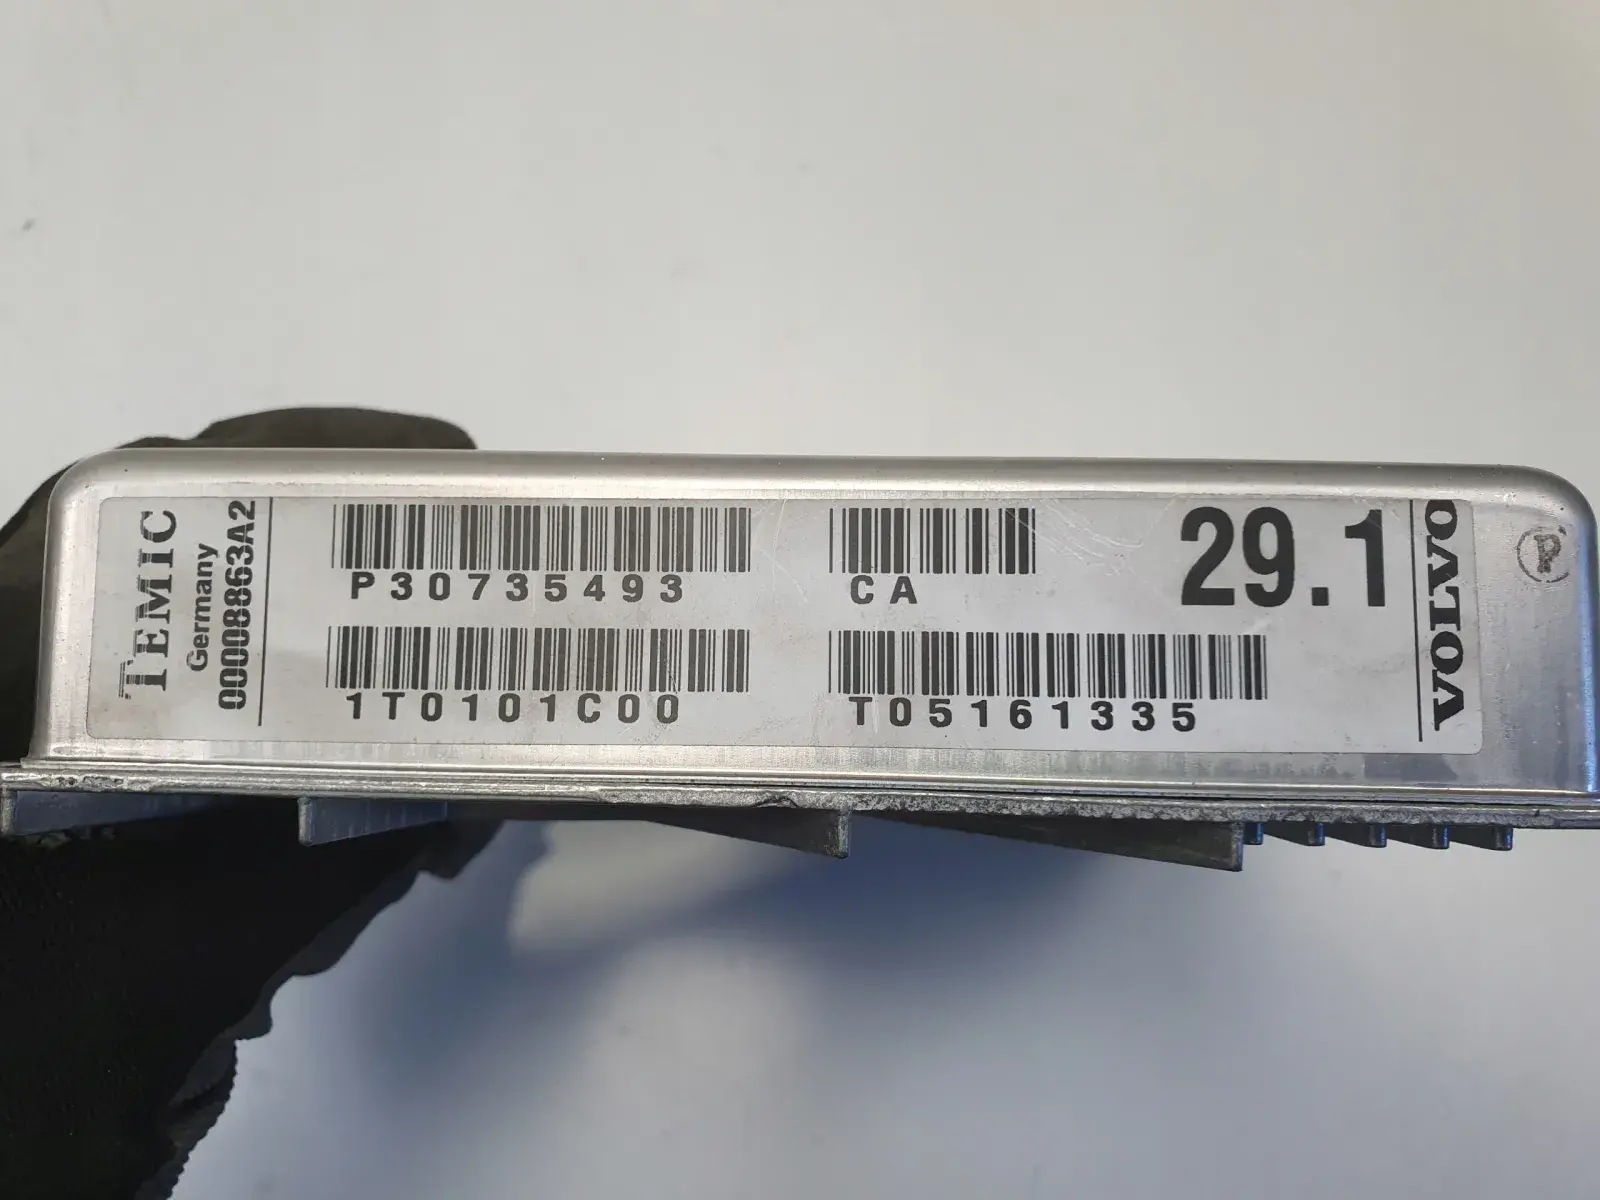 TEMIC
Germany
00008863A2
P30735493
CA
29.1
1T0101C00
T05161335
VOLVO
P